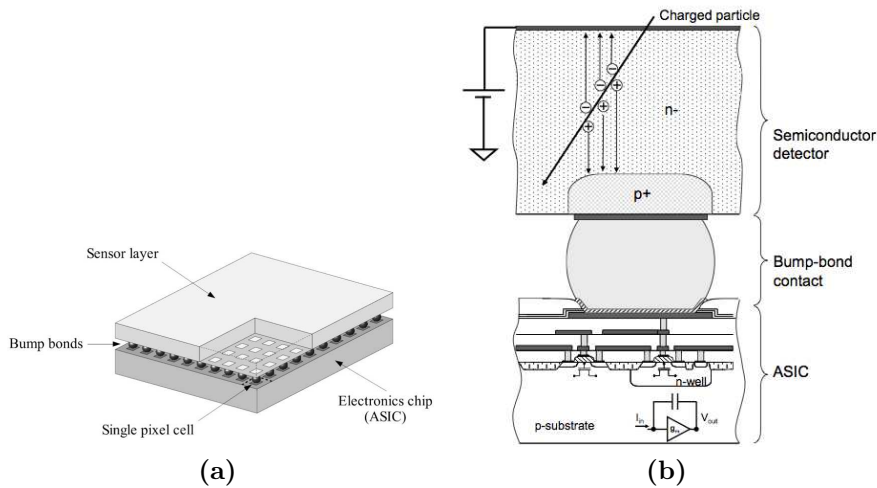 Sensor layer
Bump bonds
Electronics chip
(ASIC)
Single pixel cell
(a)
Charged particle
n-
Semiconductor
detector
p+
Bump-bond
contact
ASIC
n-well
p-substrate
Iin
gm
Vout
(b)